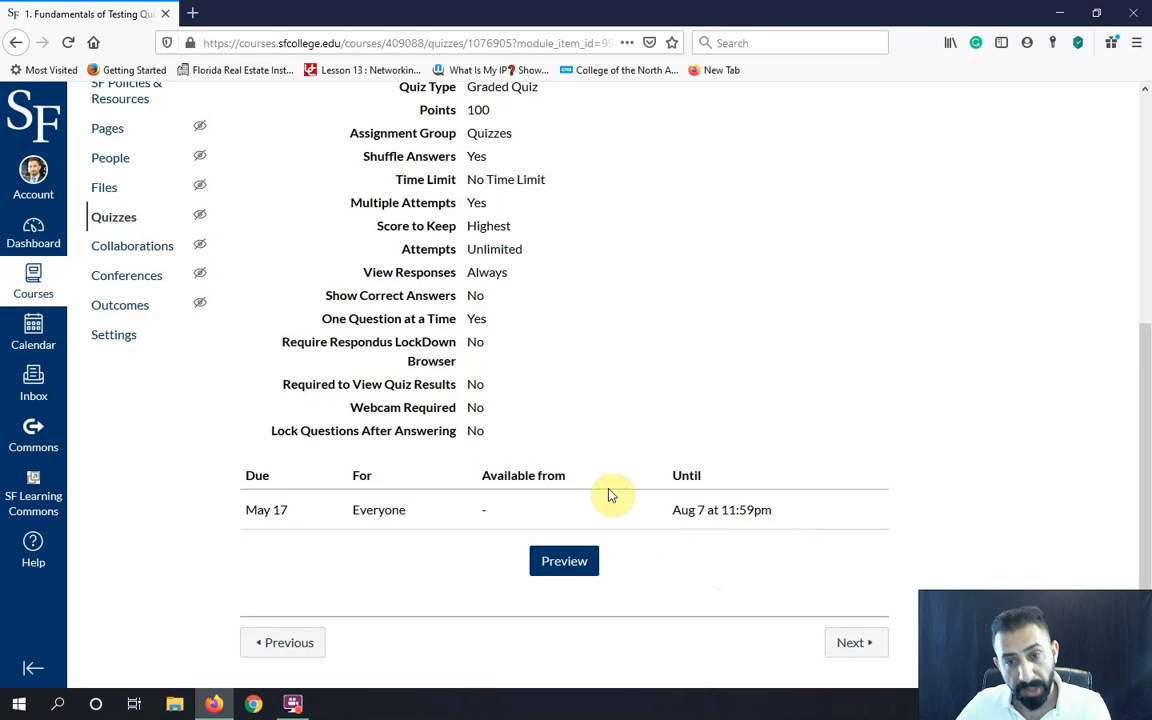 1. Fundamentals of Testing Qu
https://courses.sfcollege.edu/courses/409088/quizzes/1076905?module_item_id=99
Search
Most Visited
Getting Started
Florida Real Estate Inst...
Lesson 13 : Networkin...
What Is My IP? Show...
College of the North A...
New Tab
SF
Account
Dashboard
Courses
Calendar
Inbox
Commons
SF Learning
Commons
Help
SF Policies &
Resources
Pages
People
Files
Quizzes
Collaborations
Conferences
Outcomes
Settings
Quiz Type Graded Quiz
Points 100
Assignment Group Quizzes
Shuffle Answers Yes
Time Limit No Time Limit
Multiple Attempts Yes
Score to Keep Highest
Attempts Unlimited
View Responses Always
Show Correct Answers No
One Question at a Time Yes
Require Respondus LockDown No
Browser
Required to View Quiz Results No
Webcam Required No
Lock Questions After Answering No
Due For Available from Until
May 17 Everyone - Aug 7 at 11:59pm
Preview
Previous
Next